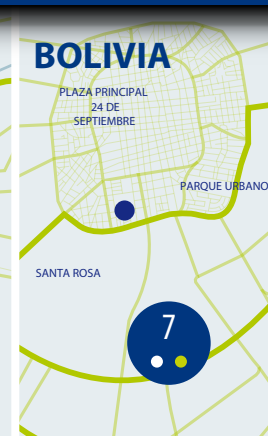 BOLIVIA
PLAZA PRINCIPAL
24 DE
SEPTIEMBRE
PARQUE URBANO
SANTA ROSA
7